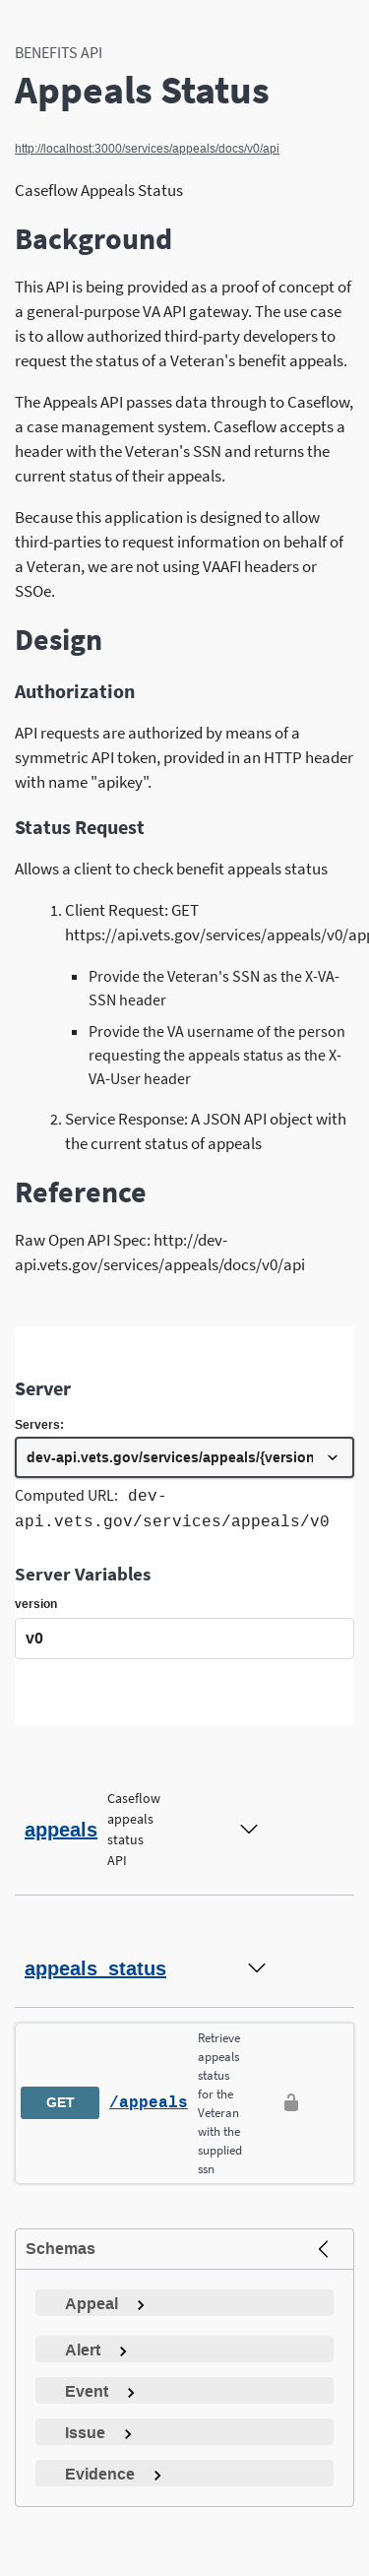 BENEFITS API
Appeals Status
http://localhost:3000/services/appeals/docs/v0/api
Caseflow Appeals Status
Background
This API is being provided as a proof of concept of
a general-purpose VA API gateway. The use case
is to allow authorized third-party developers to
request the status of a Veteran's benefit appeals.
The Appeals API passes data through to Caseflow,
a case management system. Caseflow accepts a
header with the Veteran's SSN and returns the
current status of their appeals.
Because this application is designed to allow
third-parties to request information on behalf of
a Veteran, we are not using VAAFI headers or
SSOe.
Design
Authorization
API requests are authorized by means of a
symmetric API token, provided in an HTTP header
with name "apikey".
Status Request
Allows a client to check benefit appeals status
1. Client Request: GET
https://api.vets.gov/services/appeals/v0/app
Provide the Veteran's SSN as the X-VA-
SSN header
Provide the VA username of the person
requesting the appeals status as the X-
VA-User header
2. Service Response: A JSON API object with
the current status of appeals
Reference
Raw Open API Spec: http://dev-
api.vets.gov/services/appeals/docs/v0/api
Server
Servers:
dev-api.vets.gov/services/appeals/{version
Computed URL: dev-
api.vets.gov/services/appeals/v0
Server Variables
version
v0
appeals
Caseflow
appeals
status
API
appeals_status
GET
/appeals
Retrieve
appeals
status
for the
Veteran
with the
supplied
ssn
Schemas
Appeal
Alert
Event
Issue
Evidence